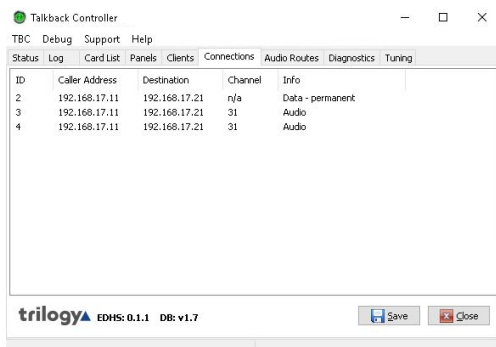 Talkback Controller
TBC Debug Support Help
Status Log Card List Panels Clients Connections Audio Routes Diagnostics Tuning
ID Caller Address Destination Channel Info
2 192.168.17.11 192.168.17.21 n/a Data - permanent
3 192.168.17.11 192.168.17.21 31 Audio
4 192.168.17.11 192.168.17.21 31 Audio
trilogy EDHS: 0.1.1 DB: v1.7 Save Close